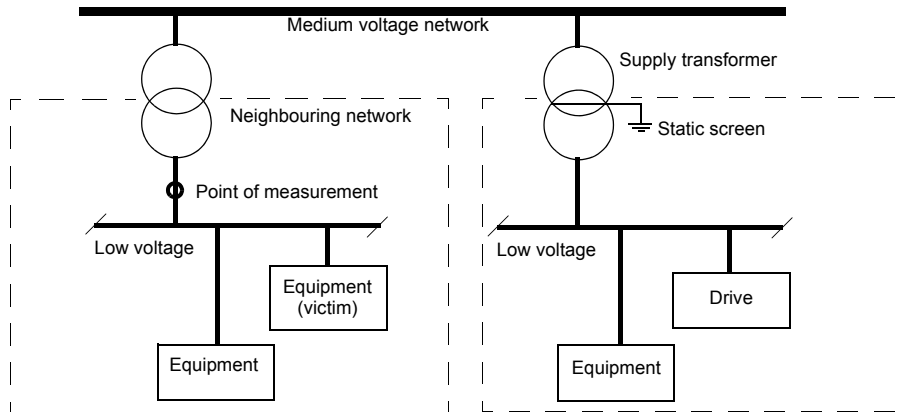 Medium voltage network
Supply transformer
Neighbouring network
Static screen
Point of measurement
Low voltage
Low voltage
Equipment
(victim)
Drive
Equipment
Equipment